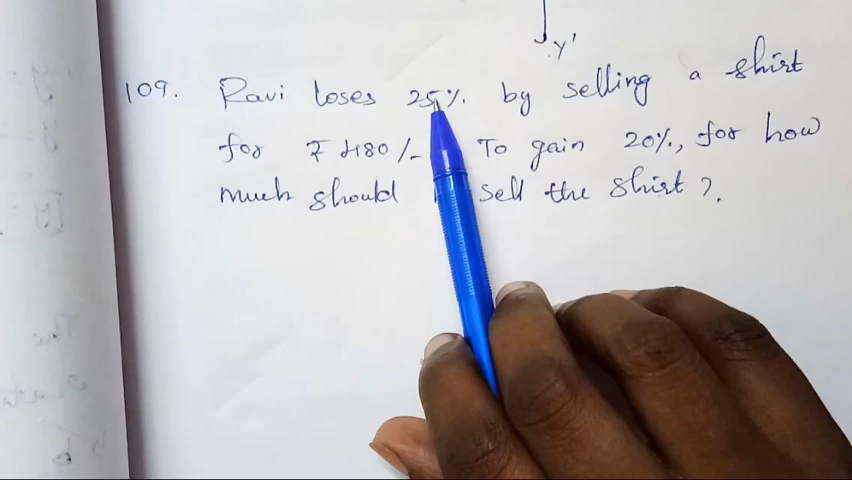 Y'
109. Ravi loses 25% by selling a shirt
for ₹ 480/- To gain 20%, for how
much should sell the shirt ?.